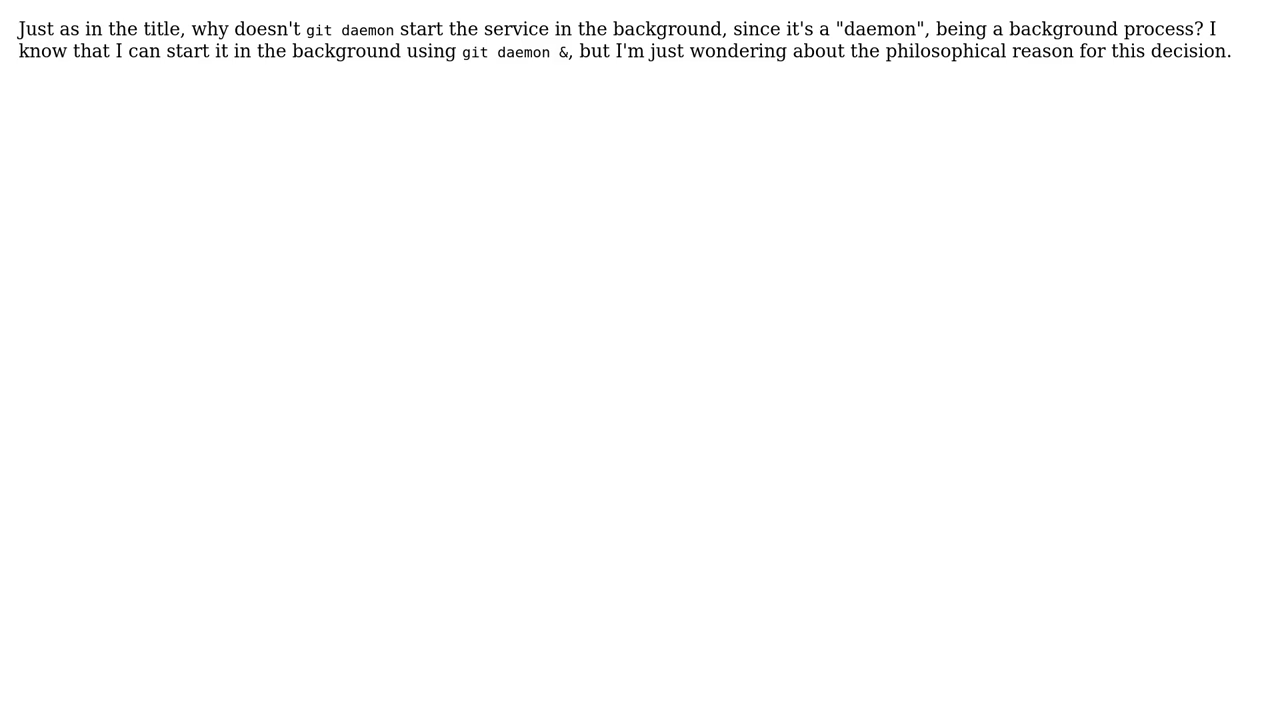 Just as in the title, why doesn't git daemon start the service in the background, since it's a "daemon", being a background process? I
know that I can start it in the background using git daemon &, but I'm just wondering about the philosophical reason for this decision.